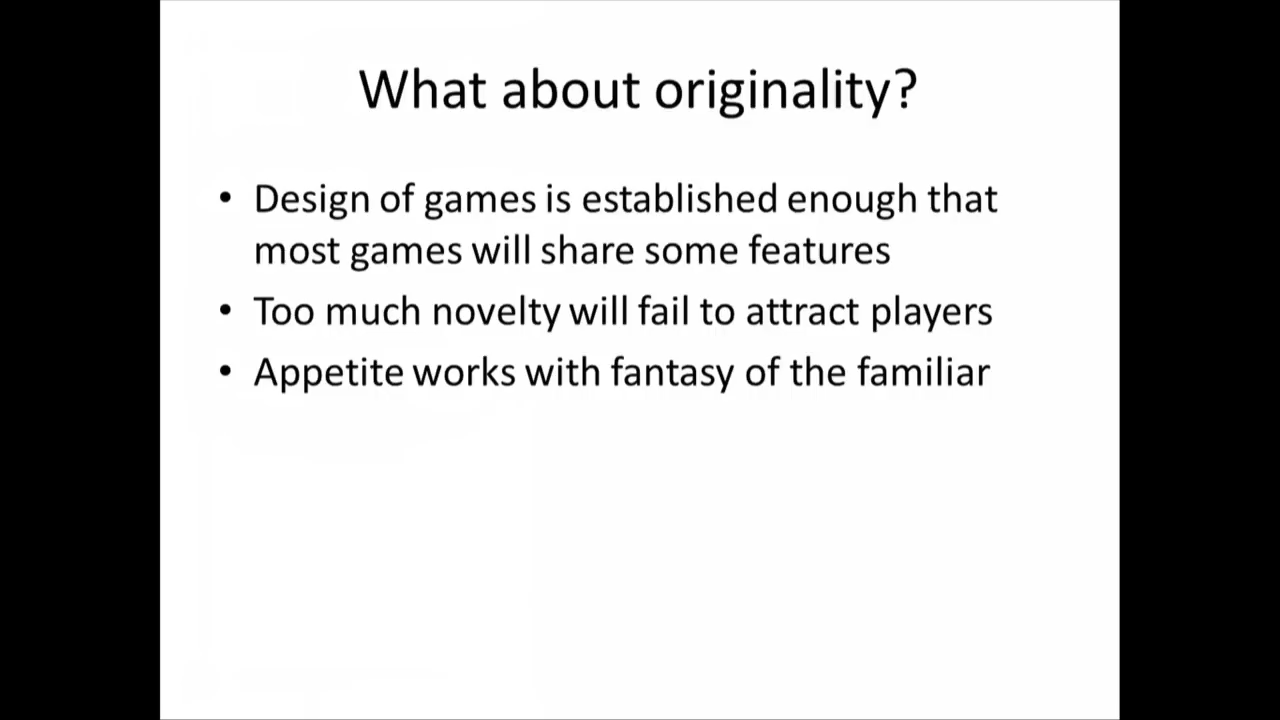 What about originality?
• Design of games is established enough that
most games will share some features
• Too much novelty will fail to attract players
• Appetite works with fantasy of the familiar